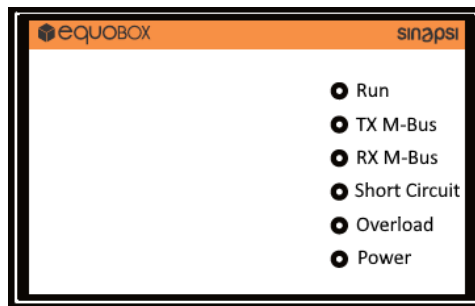 eQUOBOX sinapsi
Run
TX M-Bus
RX M-Bus
Short Circuit
Overload
Power